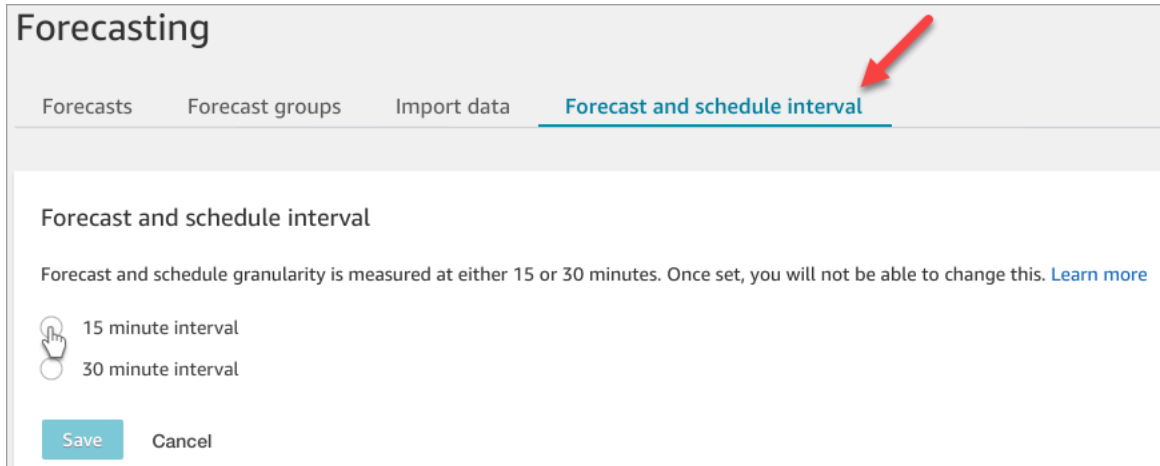 Forecasting
Forecasts Forecast groups Import data Forecast and schedule interval
Forecast and schedule interval
Forecast and schedule granularity is measured at either 15 or 30 minutes. Once set, you will not be able to change this. Learn more
15 minute interval
30 minute interval
Save Cancel